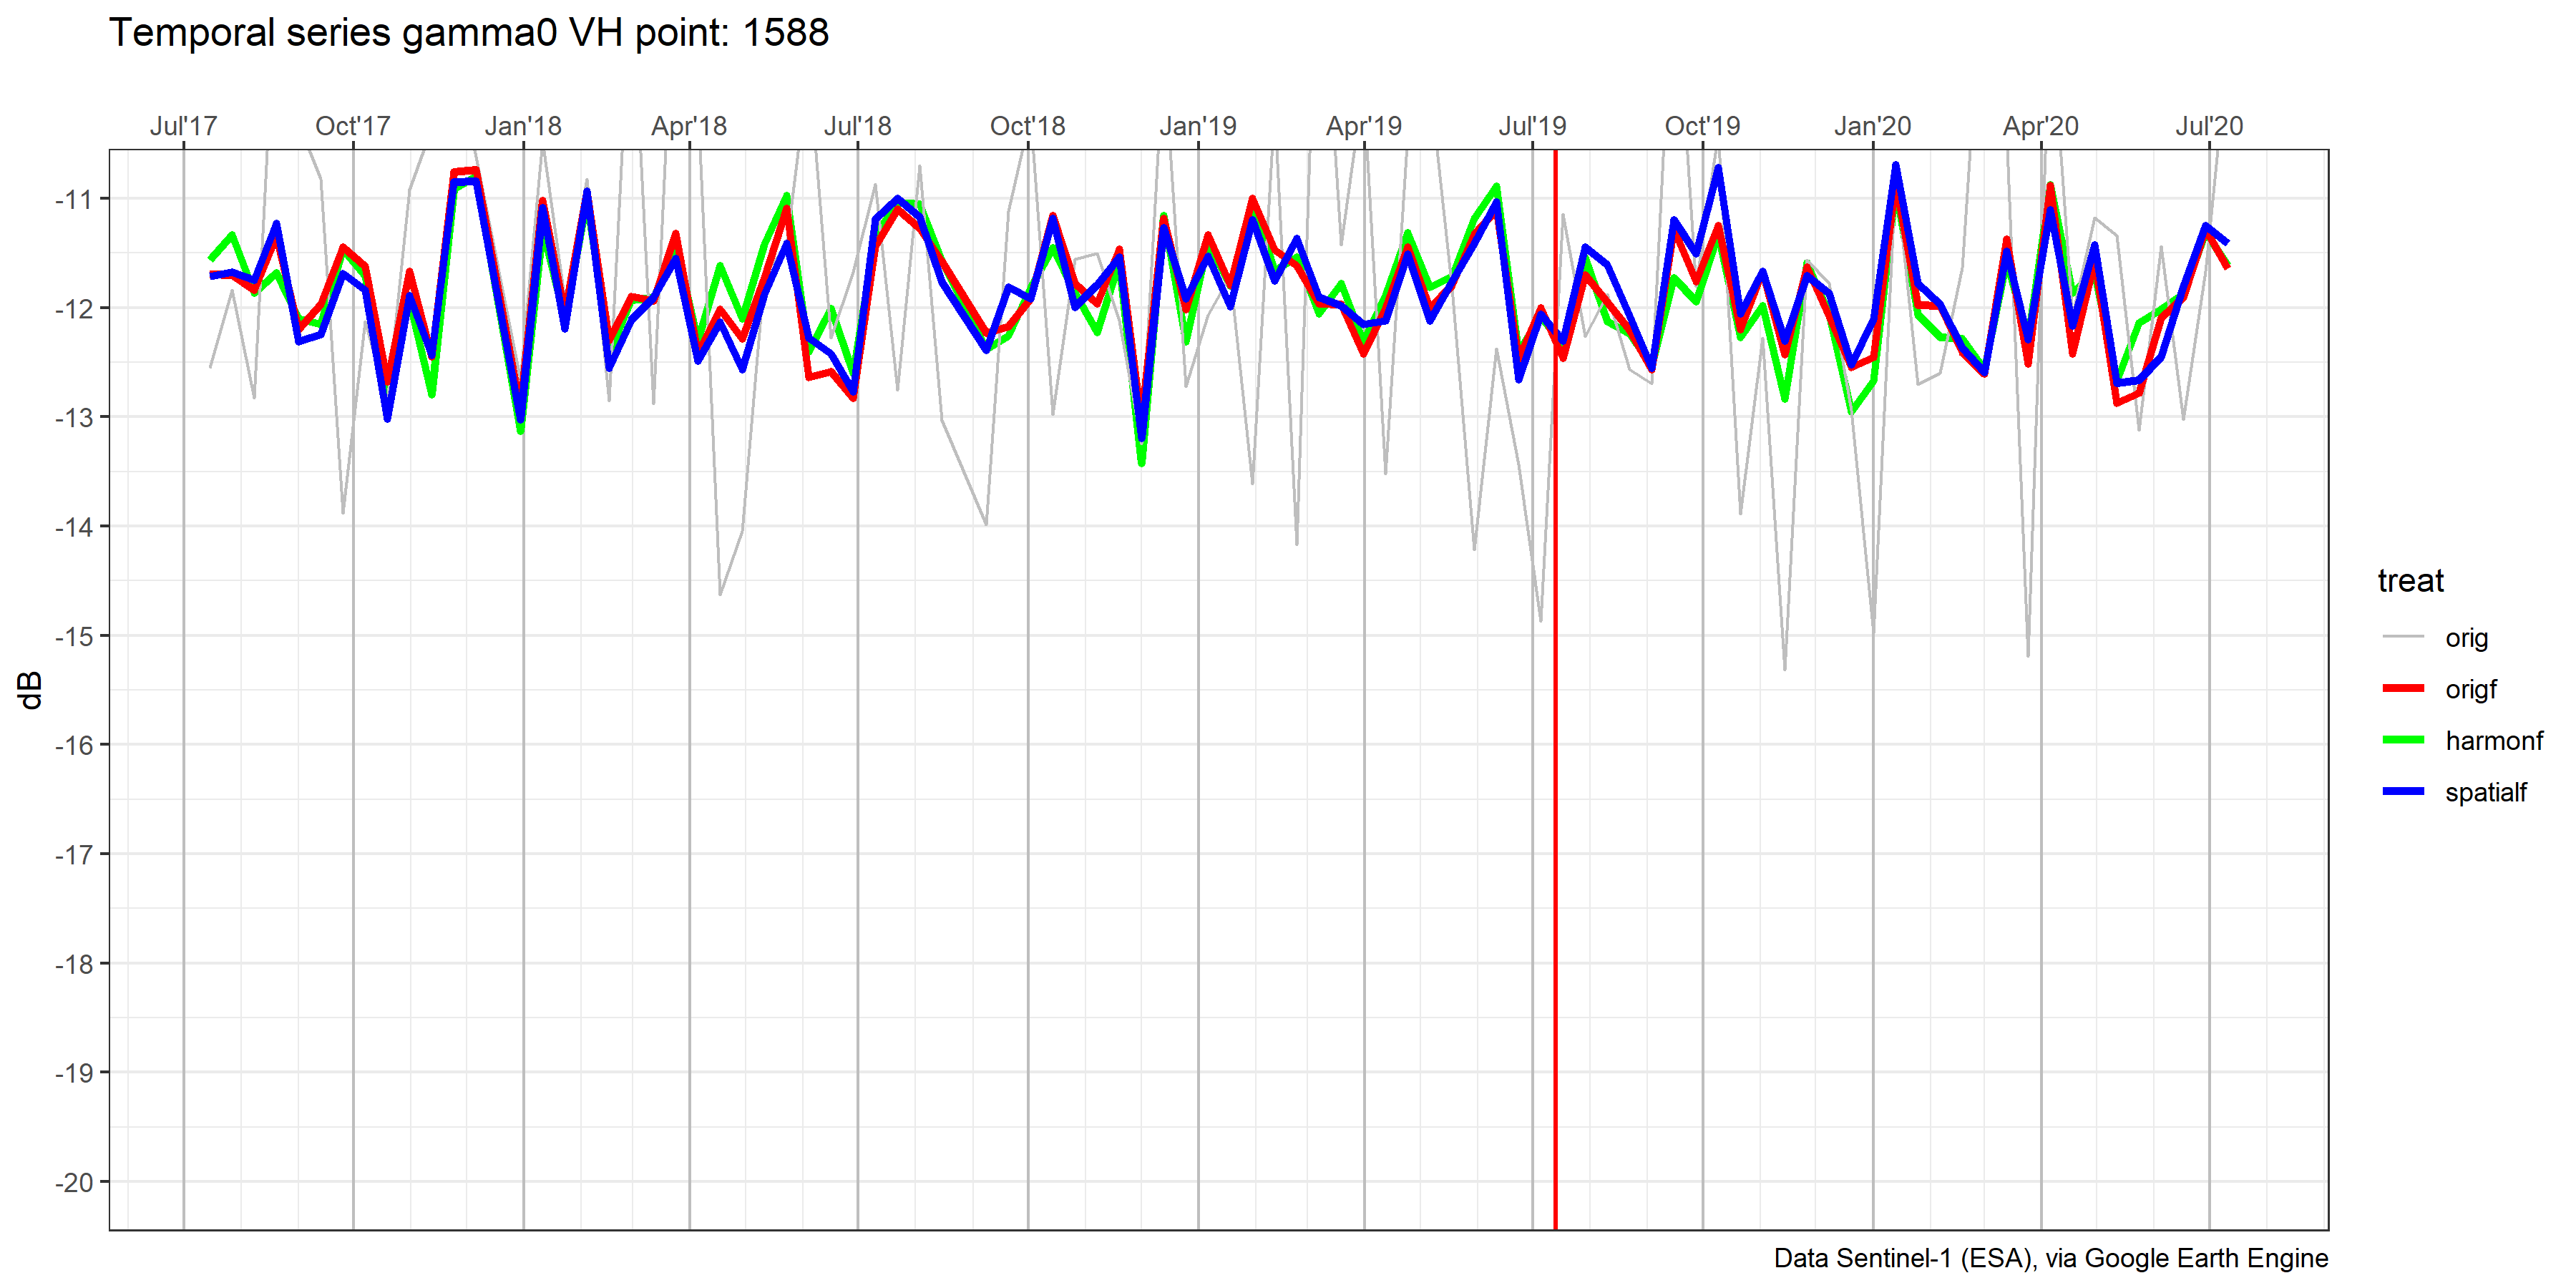 Temporal series gamma0 VH point: 1588
Jul'17 Oct'17 Jan'18 Apr'18 Jul'18 Oct'18 Jan'19 Apr'19 Jul'19 Oct'19 Jan'20 Apr'20 Jul'20
-11
-12
-13
-14
-15
-16
-17
-18
-19
-20
dB
treat
orig
origf
harmonf
spatialf
Data Sentinel-1 (ESA), via Google Earth Engine